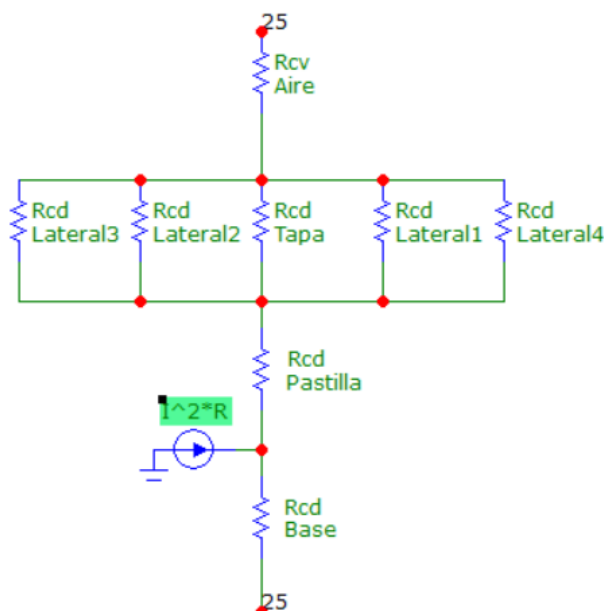 25
Rcv
Aire
Rcd
Lateral3
Rcd
Lateral2
Rcd
Tapa
Rcd
Lateral1
Rcd
Lateral4
Rcd
Pastilla
I^2*R
Rcd
Base
25